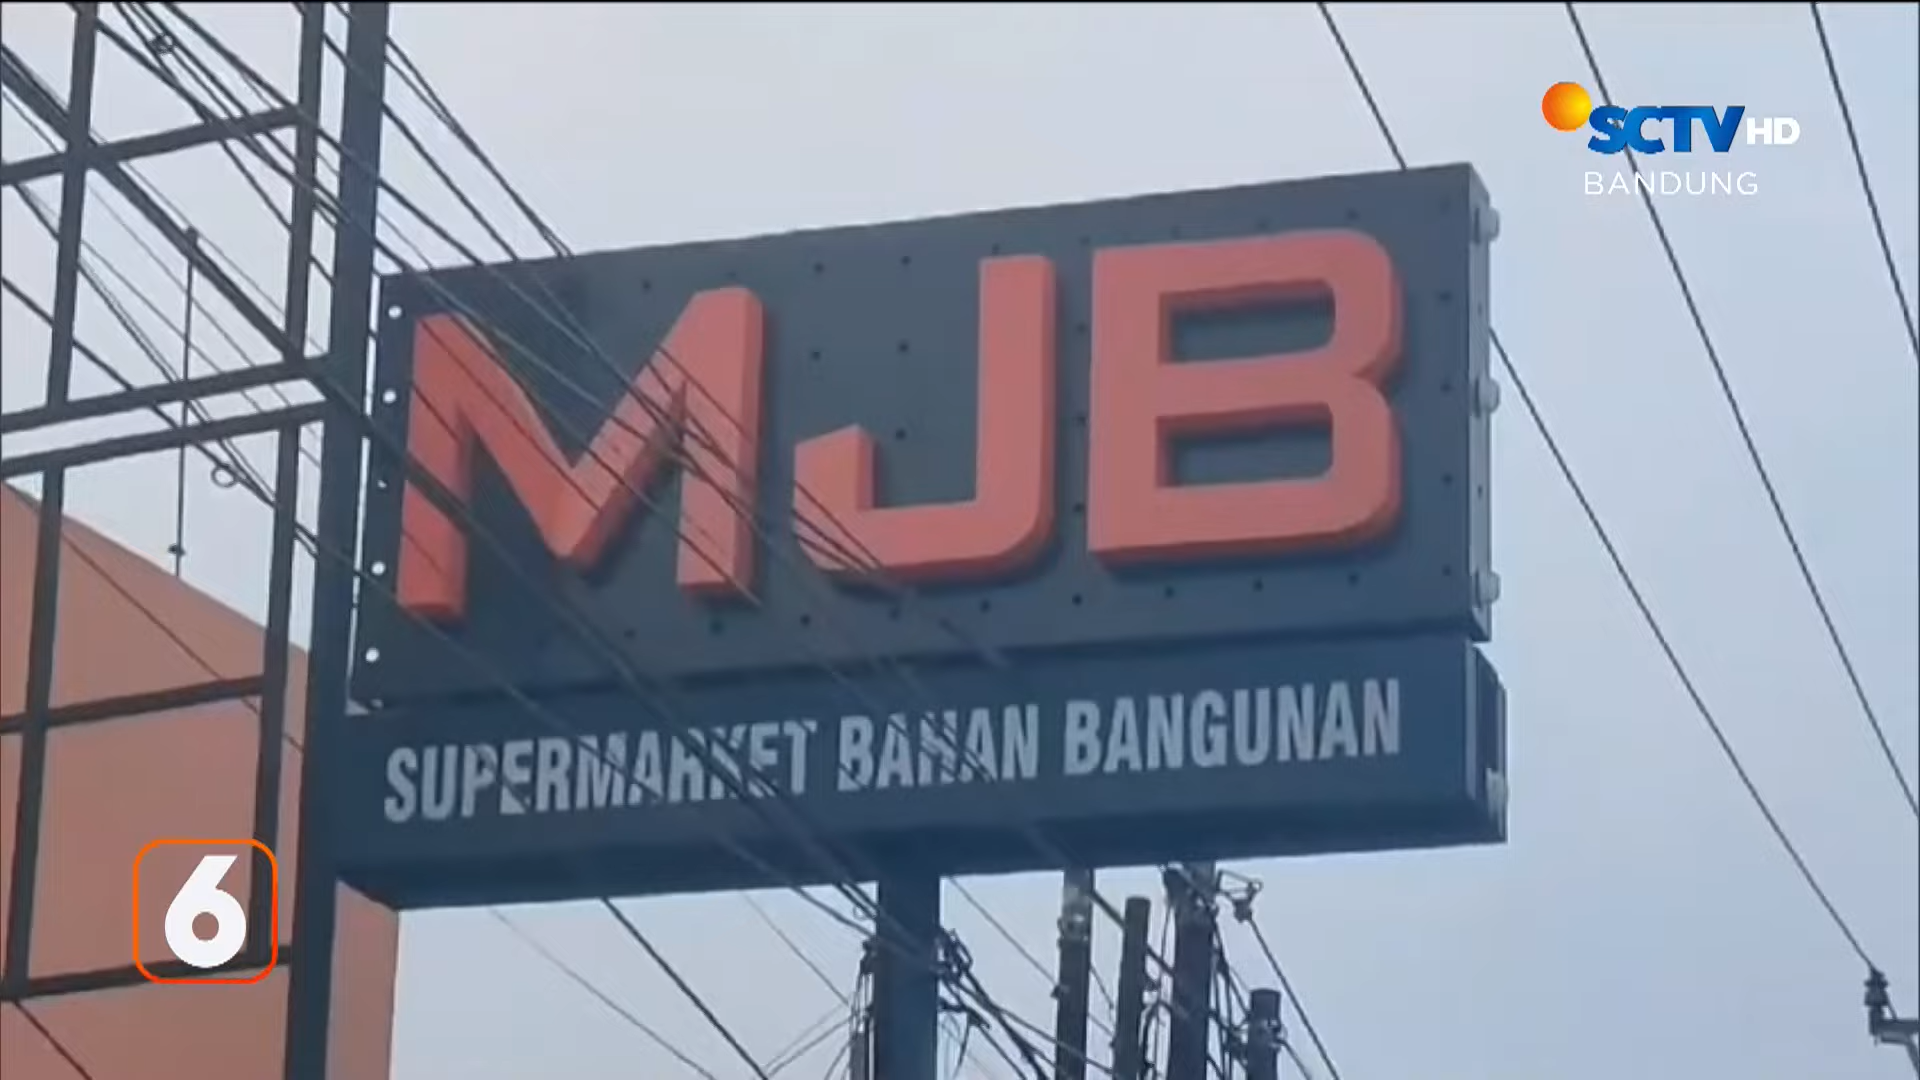 SCTV HD
BANDUNG
MJB
SUPERMARKET BAHAN BANGUNAN
6